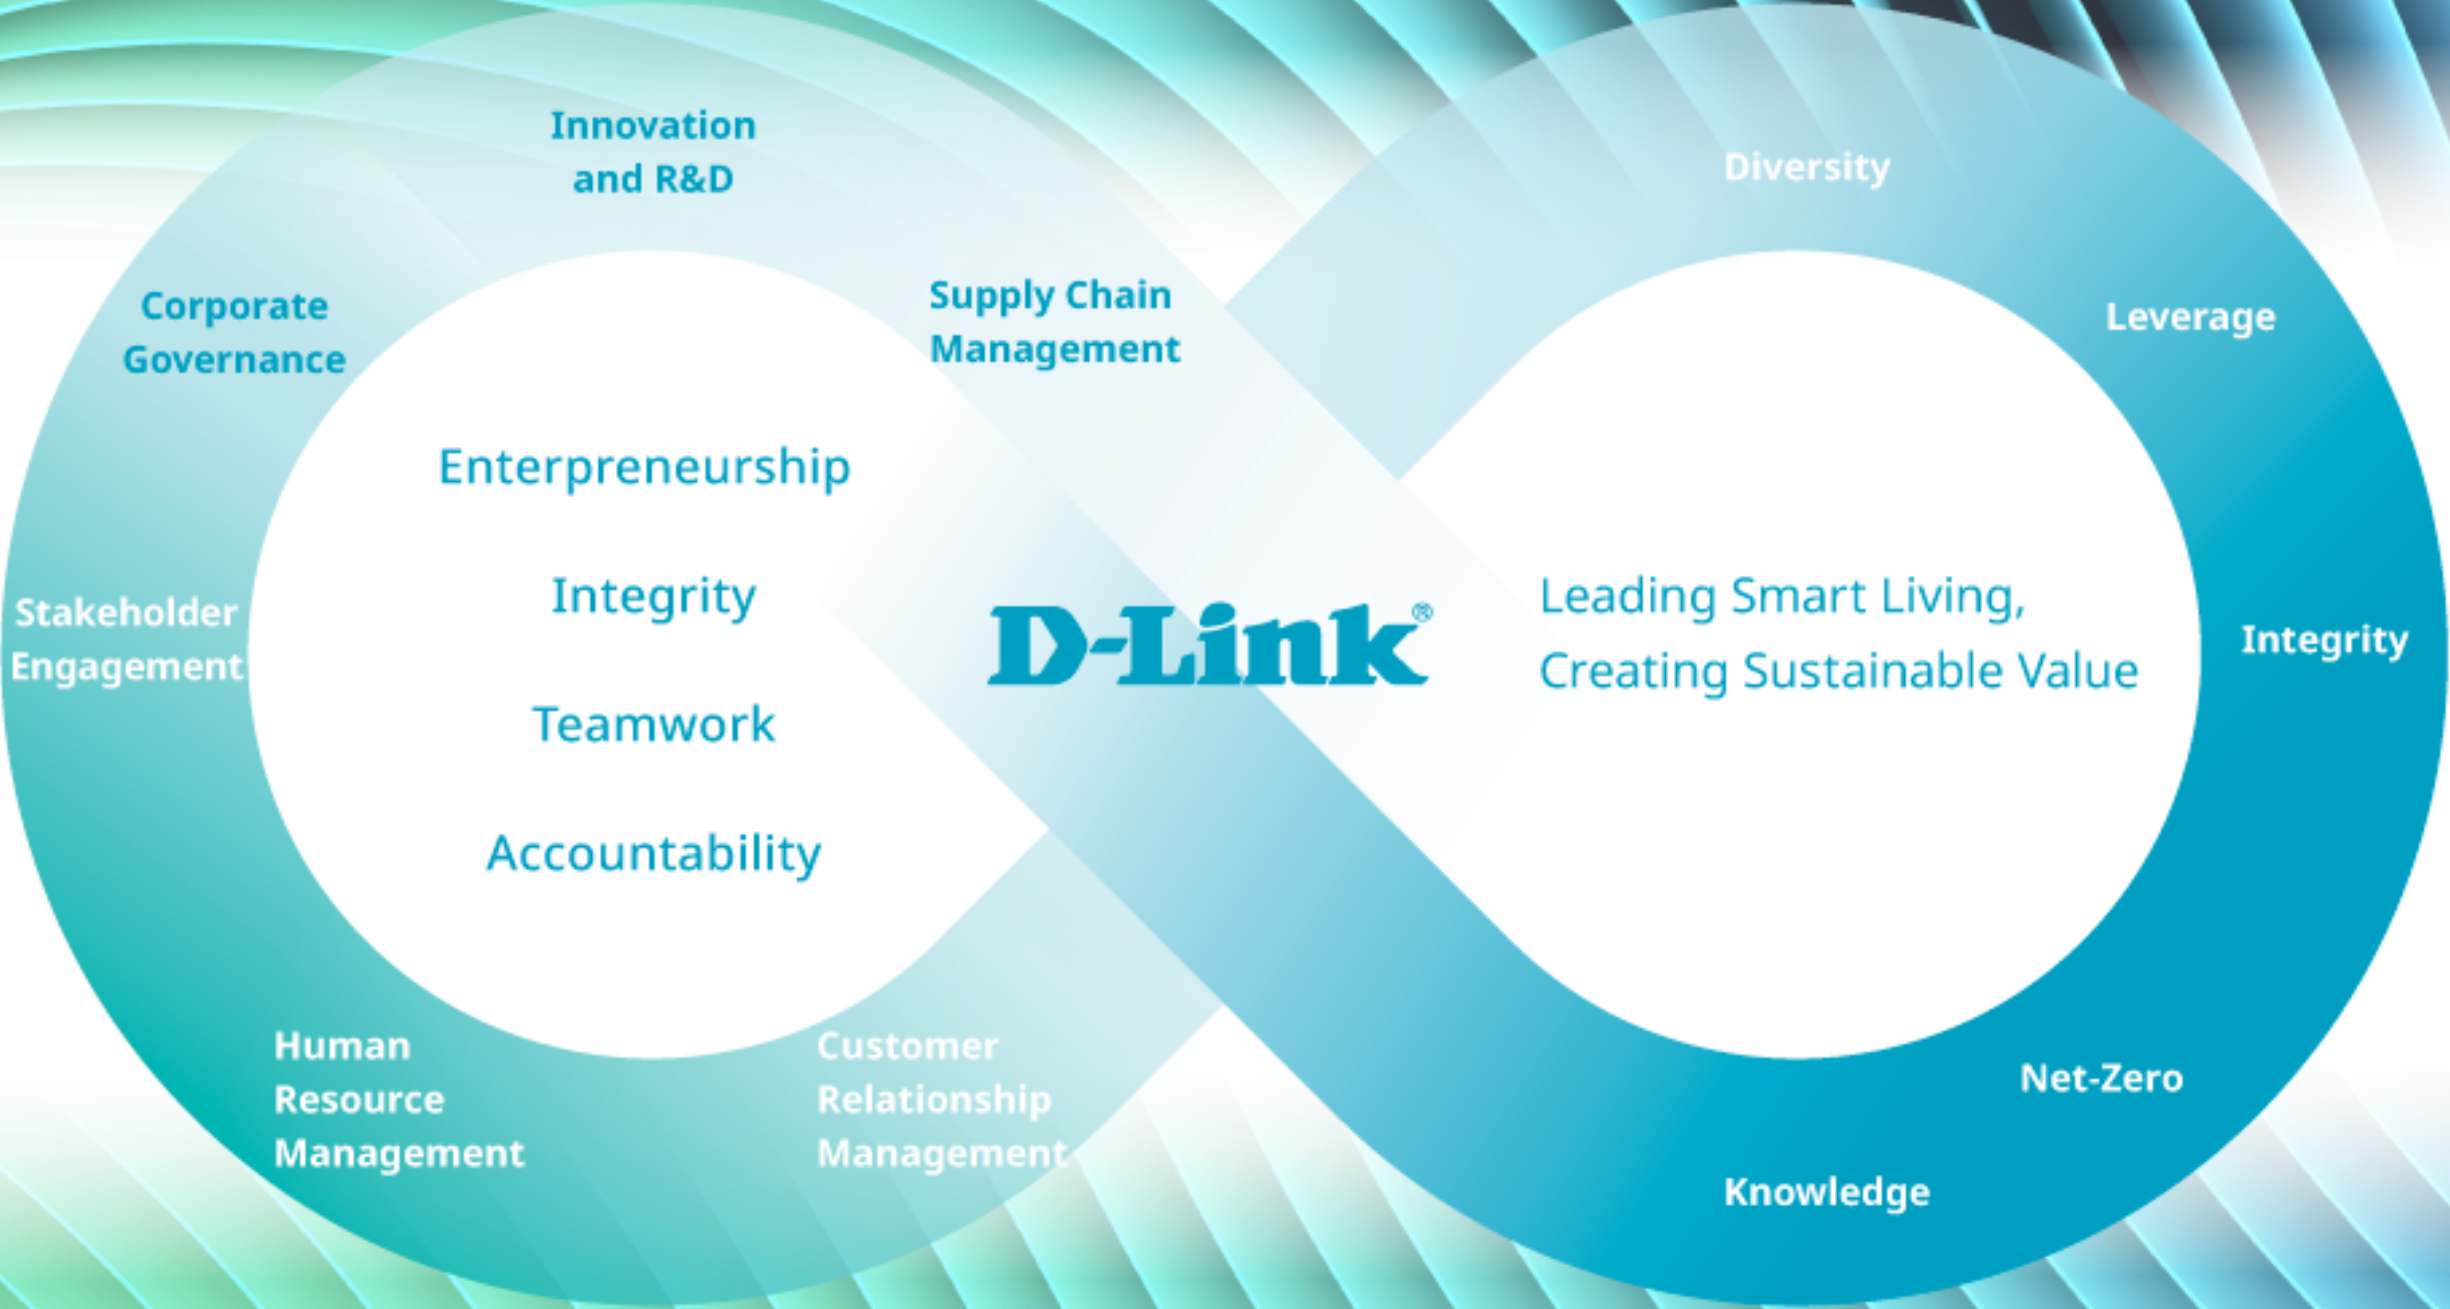 Innovation
and R&D
Corporate
Governance
Supply Chain
Management
Stakeholder
Engagement
Human
Resource
Management
Customer
Relationship
Management
Enterpreneurship
Integrity
Teamwork
Accountability
D-Link®
Leading Smart Living,
Creating Sustainable Value
Diversity
Leverage
Integrity
Net-Zero
Knowledge